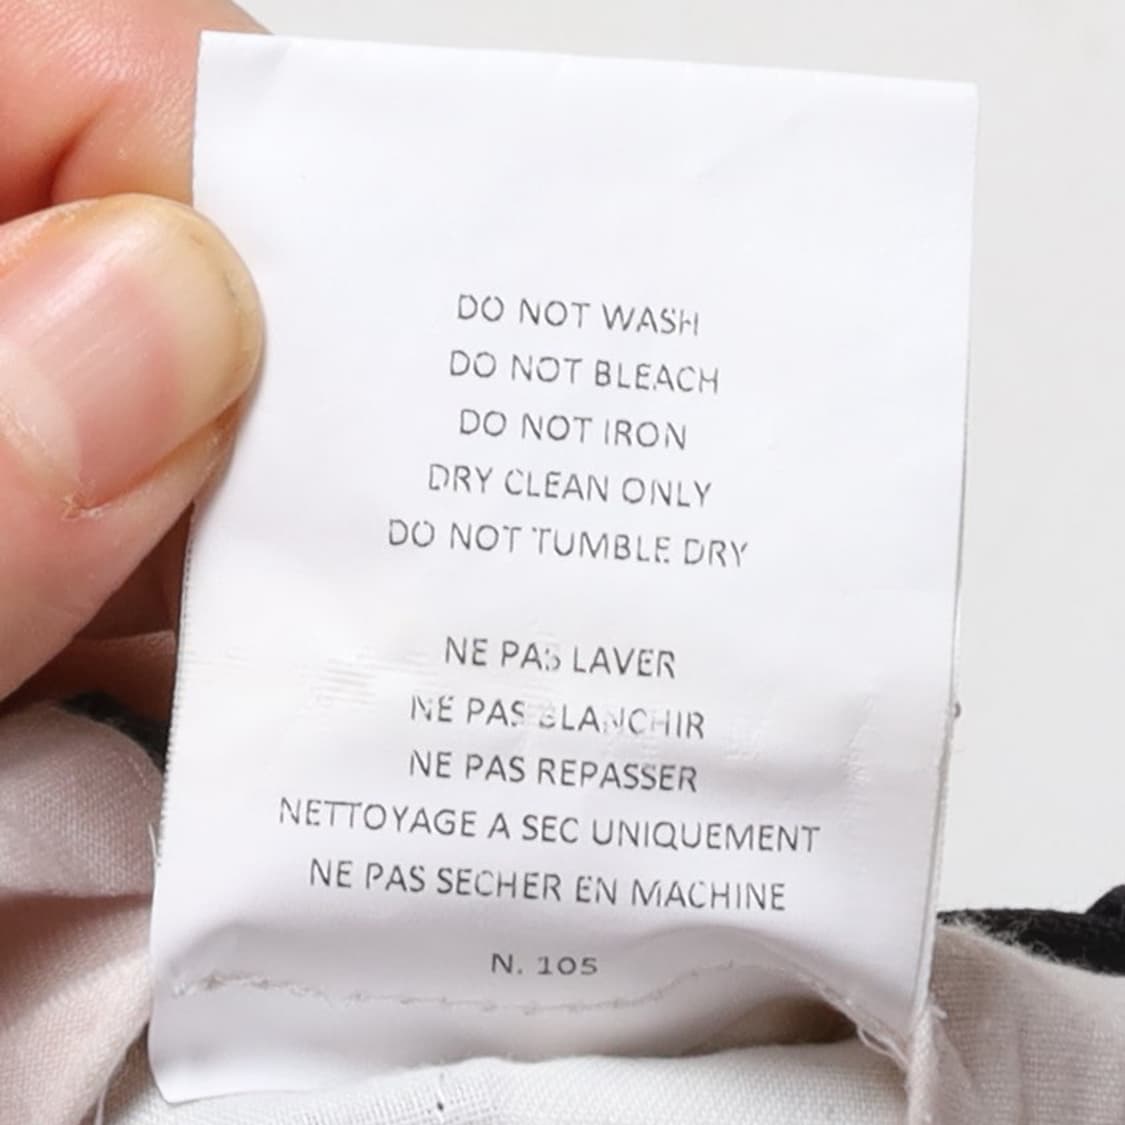 DO NOT WASH
DO NOT BLEACH
DO NOT IRON
DRY CLEAN ONLY
DO NOT TUMBLE DRY
NE PAS LAVER
NE PAS BLANCHIR
NE PAS REPASSER
NETTOYAGE A SEC UNIQUEMENT
NE PAS SECHER EN MACHINE
N. 105